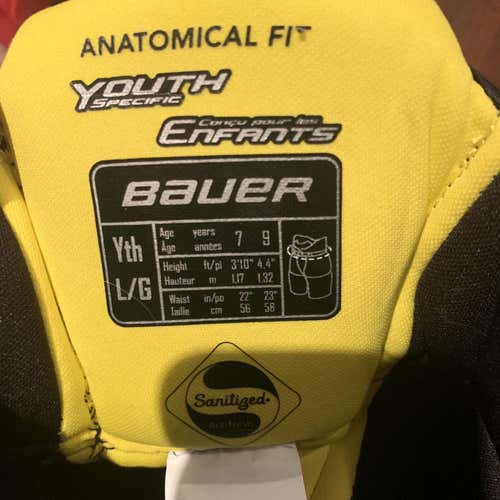 ANATOMICAL FIT
YOUTH
SPECIFIC
Conçu pour les
ENFANTS
BAUER
Yth
L/G
Age years 7 9
Âge années
Height ft/pi 3'10" 4.4"
Hauteur m 1,17 1,32
Waist in/po 22" 23"
Taille cm 56 58
Sanitized